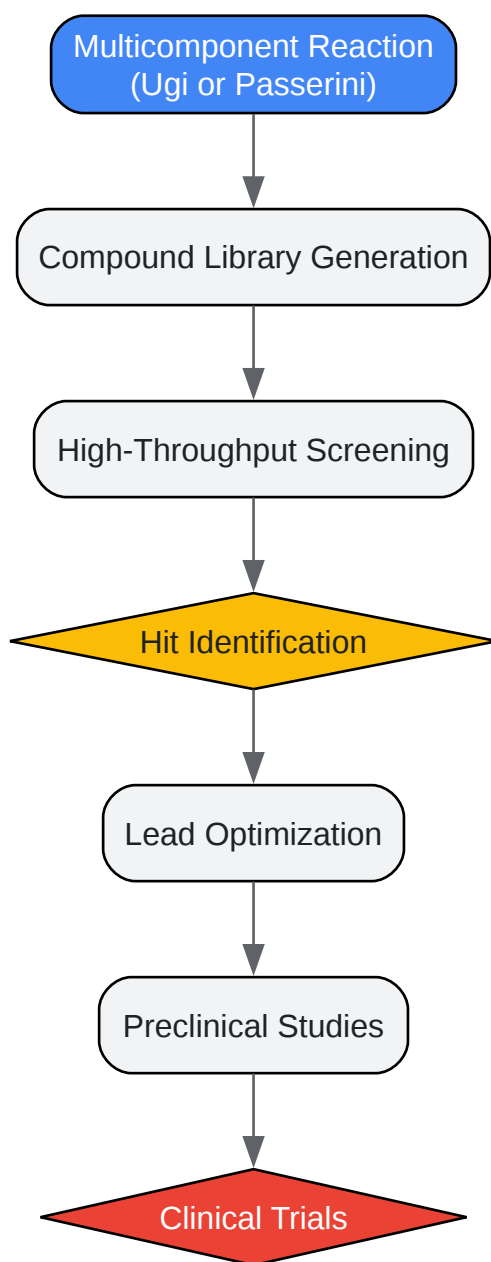 Multicomponent Reaction
(Ugi or Passerini)
Compound Library Generation
High-Throughput Screening
Hit Identification
Lead Optimization
Preclinical Studies
Clinical Trials